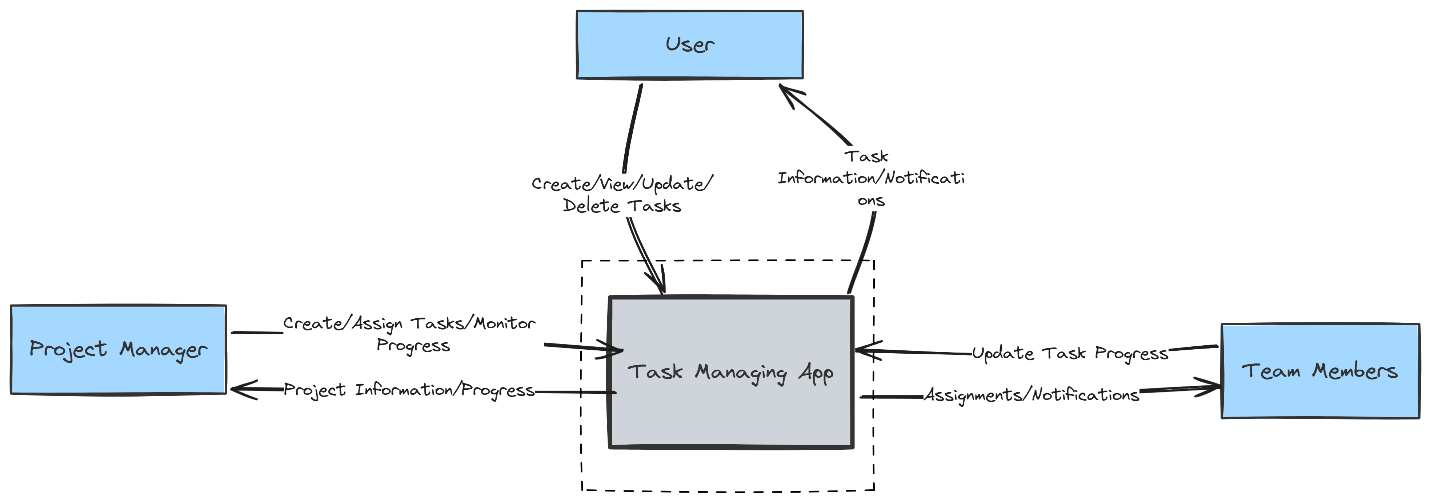 User
Create/View/Update/
Delete Tasks
Task
Information/Notificati
ons
Project Manager
Create/Assign Tasks/Monitor
Progress
Project Information/Progress
Task Managing App
Update Task Progress
Assignments/Notifications
Team Members